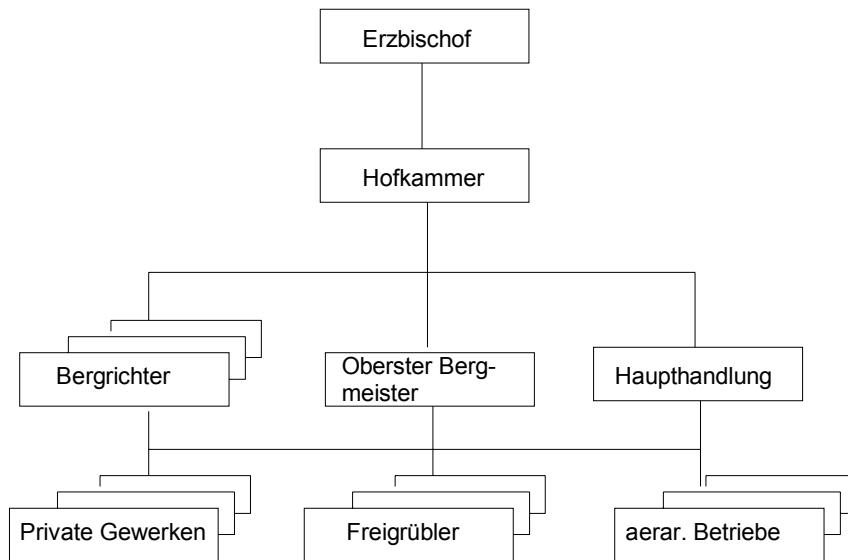 Erzbischof
Hofkammer
Bergrichter
Oberster Berg-
meister
Haupthandlung
Private Gewerken
Freigrübler
aerar. Betriebe